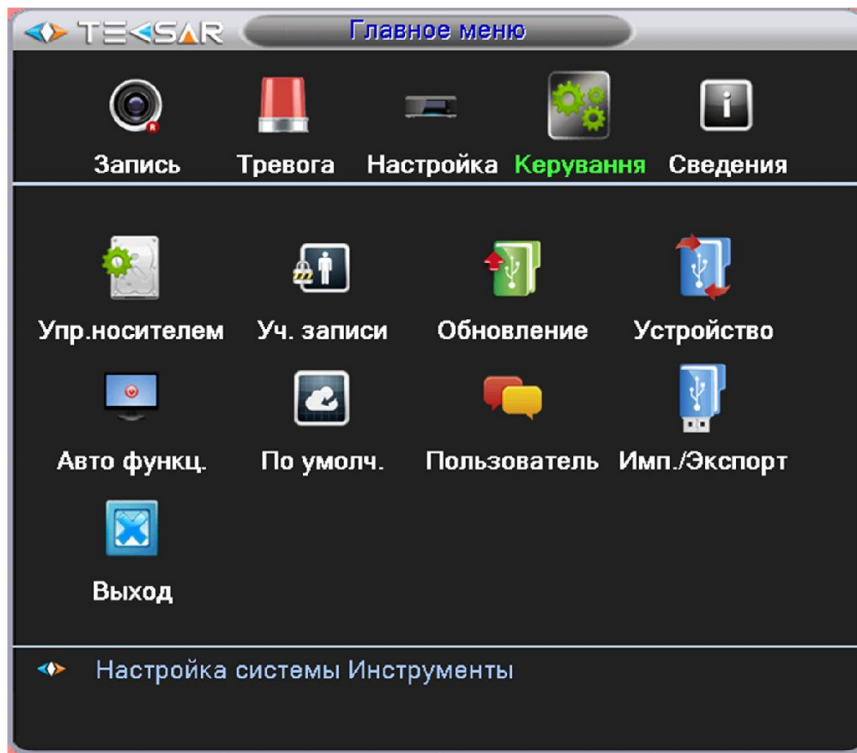 TECSAR
Главное меню
Запись Тревога Настройка Керування Сведения
Упр.носителем Уч. записи Обновление Устройство
Авто функц. По умолч. Пользователь Имп./Экспорт
Выход
Настройка системы Инструменты